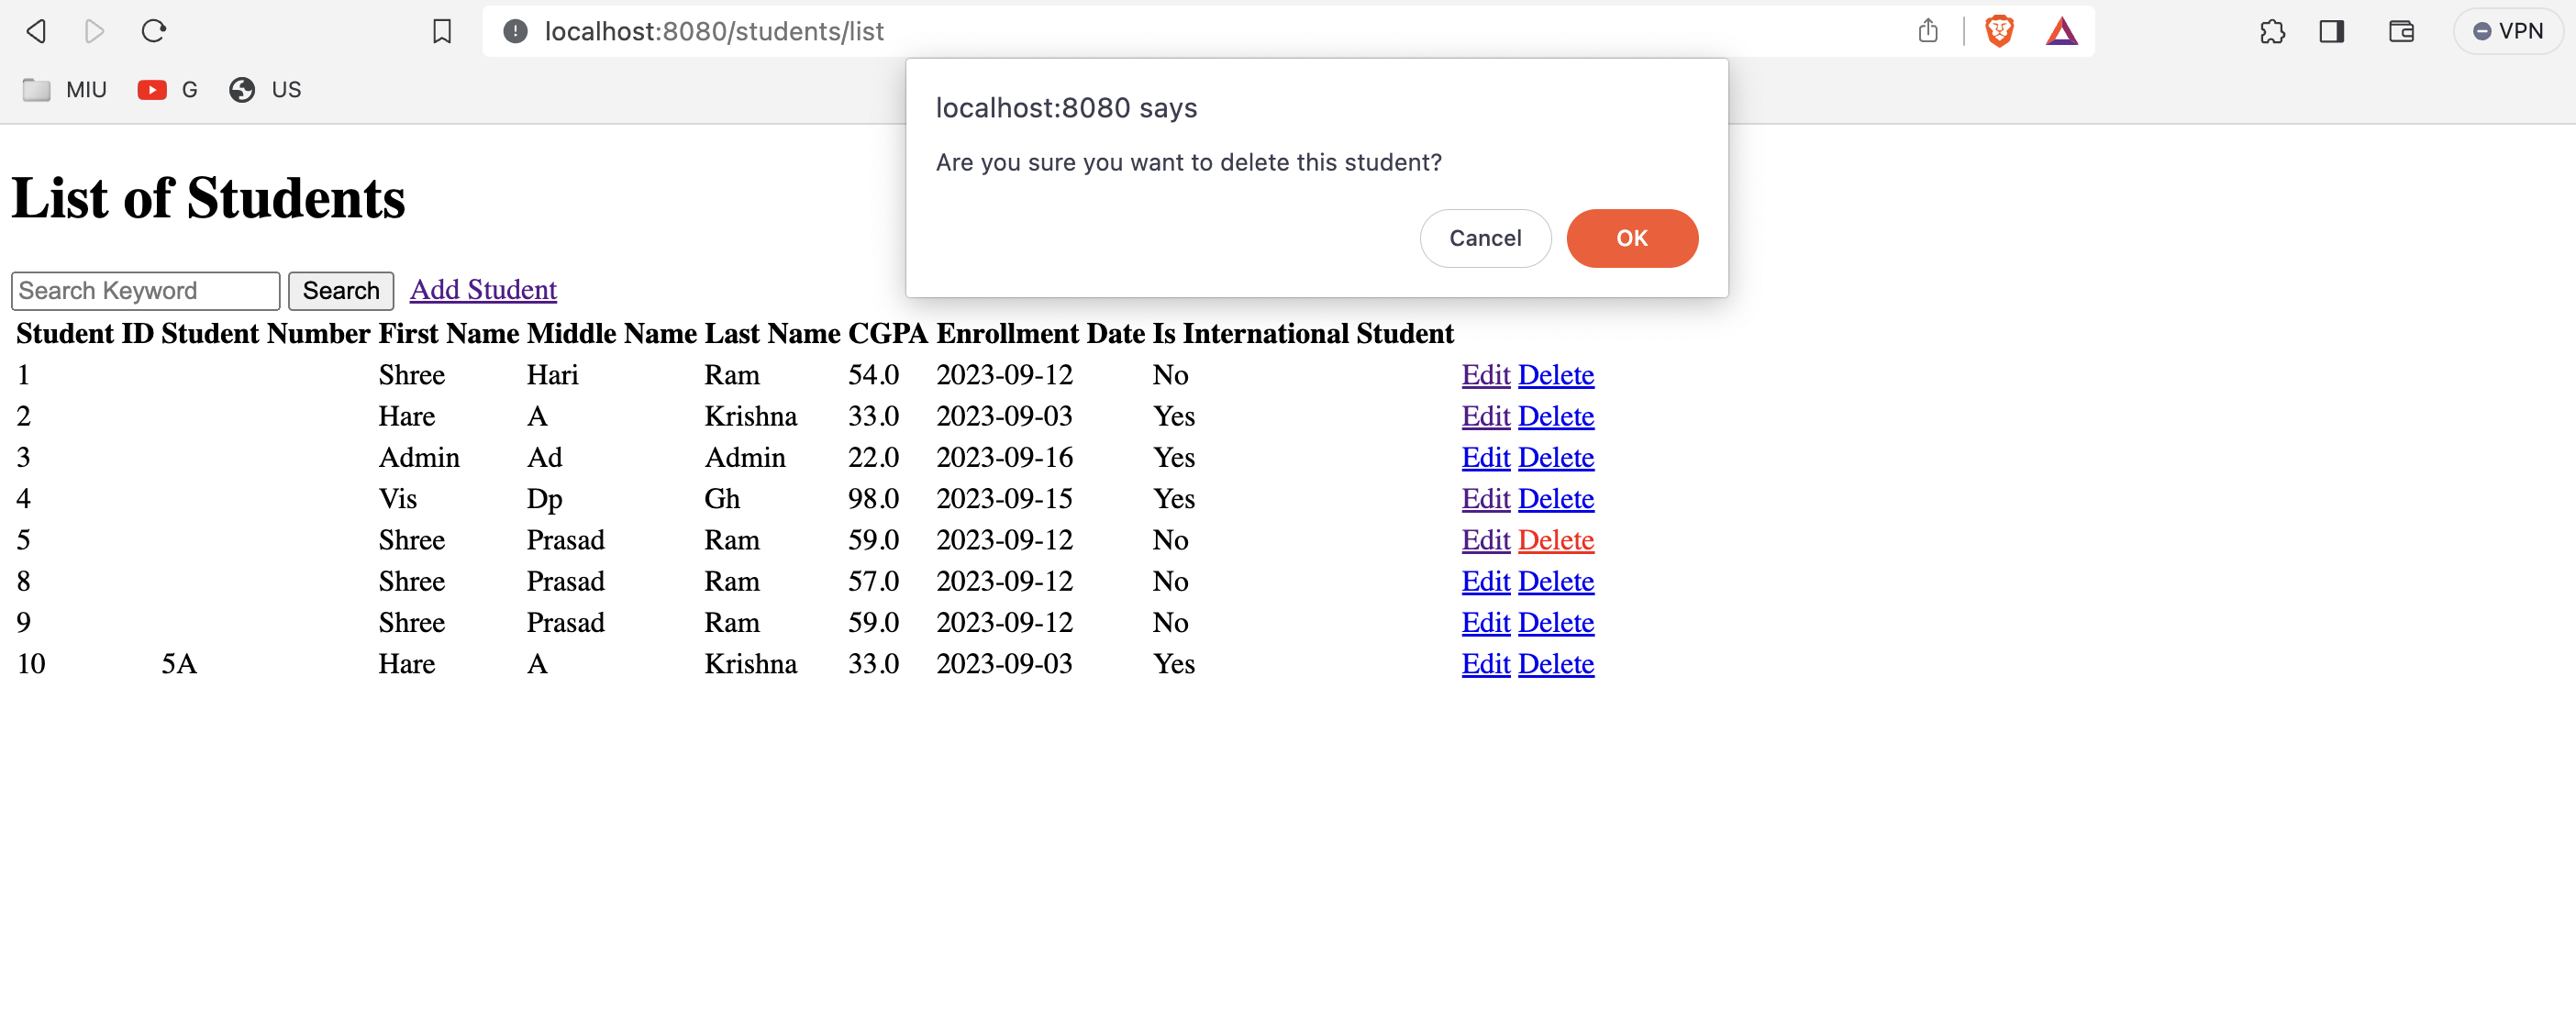 localhost:8080/students/list
VPN
MIU G US
localhost:8080 says
Are you sure you want to delete this student?
Cancel OK
List of Students
Search Keyword Search Add Student
Student ID Student Number First Name Middle Name Last Name CGPA Enrollment Date Is International Student
1 Shree Hari Ram 54.0 2023-09-12 No Edit Delete
2 Hare A Krishna 33.0 2023-09-03 Yes Edit Delete
3 Admin Ad Admin 22.0 2023-09-16 Yes Edit Delete
4 Vis Dp Gh 98.0 2023-09-15 Yes Edit Delete
5 Shree Prasad Ram 59.0 2023-09-12 No Edit Delete
8 Shree Prasad Ram 57.0 2023-09-12 No Edit Delete
9 Shree Prasad Ram 59.0 2023-09-12 No Edit Delete
10 5A Hare A Krishna 33.0 2023-09-03 Yes Edit Delete